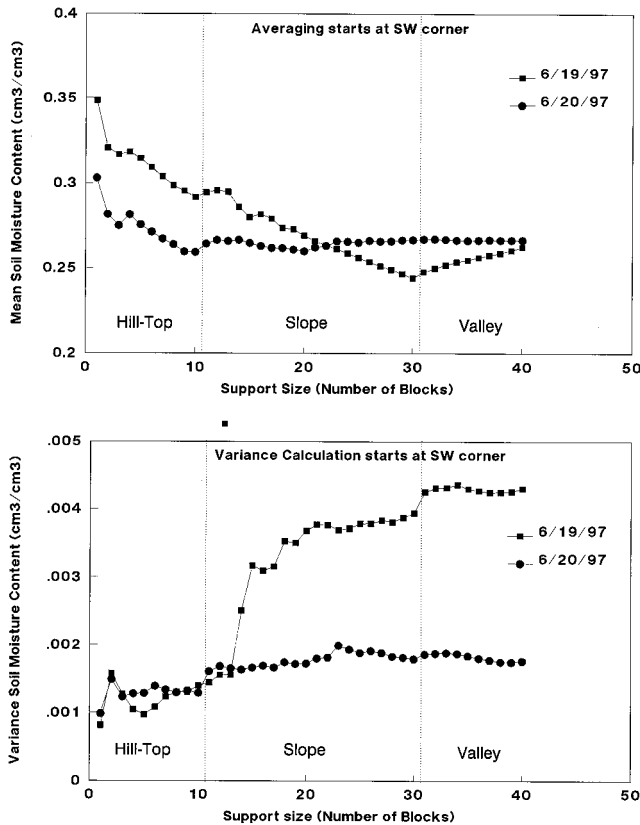 Averaging starts at SW corner
6/19/97
6/20/97
Mean Soil Moisture Content (cm3/cm3)
0.4
0.35
0.3
0.25
0.2
Hill-Top
Slope
Valley
0
10
20
30
40
50
Support Size (Number of Blocks)
Variance Calculation starts at SW corner
6/19/97
6/20/97
Variance Soil Moisture Content (cm3/cm3)
.005
.004
.003
.002
.001
0
Hill-Top
Slope
Valley
0
10
20
30
40
50
Support size (Number of Blocks)